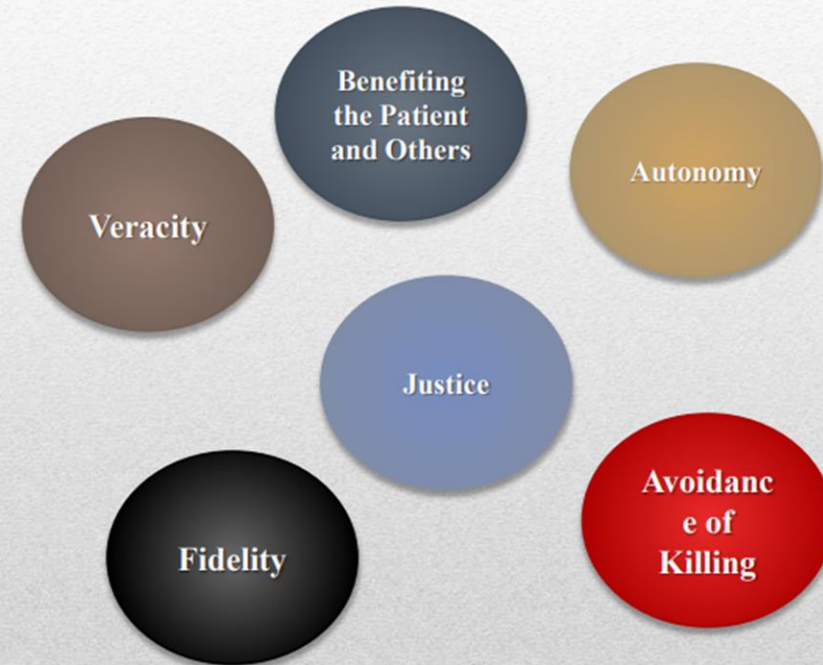 Benefiting
the Patient
and Others
Autonomy
Veracity
Justice
Avoidanc
e of
Killing
Fidelity